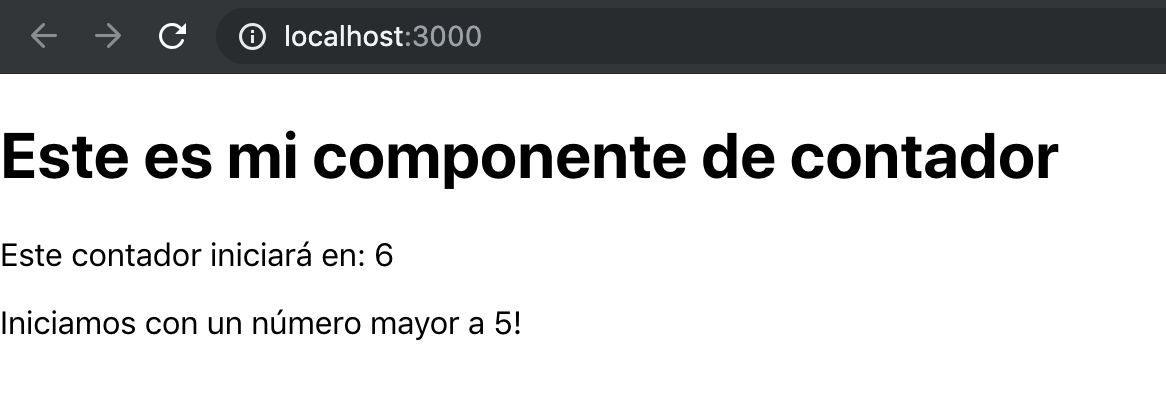 localhost:3000
Este es mi componente de contador
Este contador iniciará en: 6
Iniciamos con un número mayor a 5!